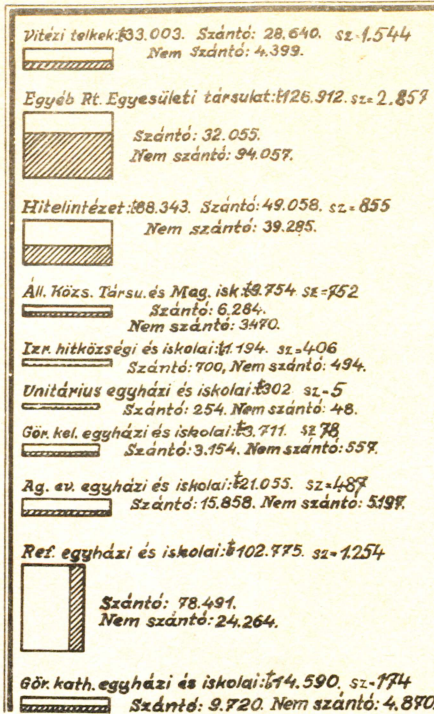 Vitézi telkek: t33.003. Szántó: 28.640. sz=1.544
Nem Szántó: 4.399.
Egyéb Rt. Egyesületi társulat: t126.912. sz=2.857
Szántó: 32.055.
Nem szántó: 94.057.
Hitelintézet: t88.343. Szántó: 49.058. sz=855
Nem szántó: 39.285.
Áll. Közs. Társu. és Mag. isk: t9.754 sz=752
Szántó: 6.284.
Nem szántó: 3470.
Izr. hitközségi és iskolai: t1.194. sz=406
Szántó: 700, Nem szántó: 494.
Unitárius egyházi és iskolai: t302 sz=5
Szántó: 254. Nem szántó: 48.
Gör. kel. egyházi és iskolai: t3.711. sz 78
Szántó: 3.154. Nem szántó: 557.
Ag. ev. egyházi és iskolai: t21.055. sz=487
Szántó: 15.858. Nem szántó: 5.197.
Ref. egyházi és iskolai: t102.775. sz=1.254
Szántó: 78.491.
Nem szántó: 24.264.
Gör. kath. egyházi és iskolai: t14.590. sz=174
Szántó: 9.720. Nem szántó: 4.870.